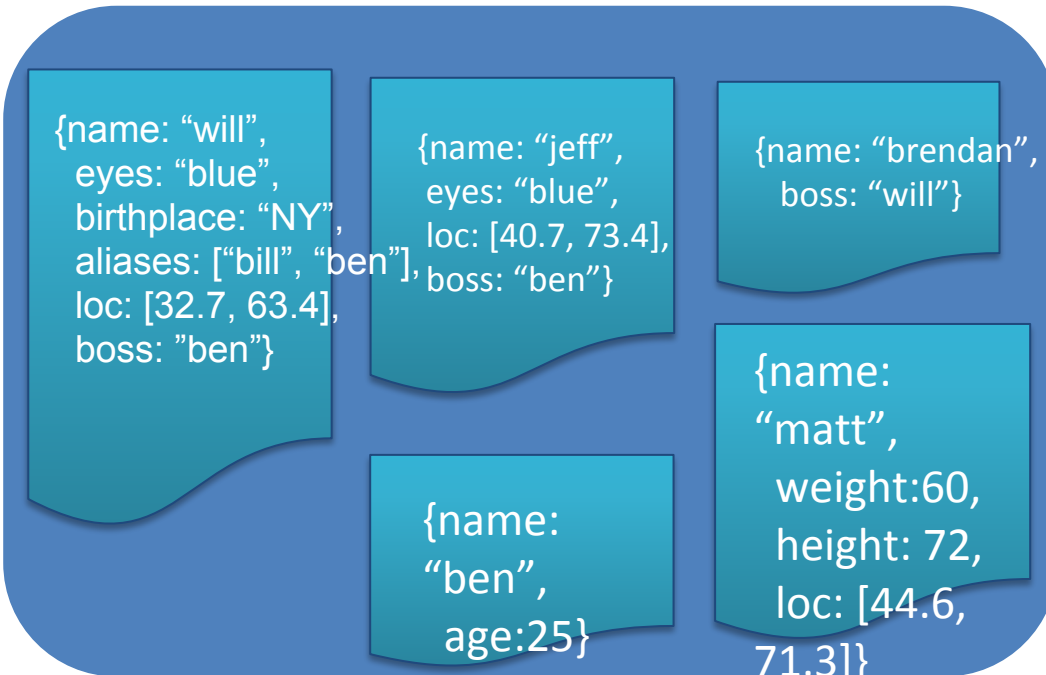 {name: “will”,
eyes: “blue”,
birthplace: “NY”,
aliases: [“bill”, “ben”],
loc: [32.7, 63.4],
boss: ”ben”}
{name: “jeff”,
eyes: “blue”,
loc: [40.7, 73.4],
boss: “ben”}
{name: “brendan”,
boss: “will”}
{name:
“ben”,
age:25}
{name:
“matt”,
weight:60,
height: 72,
loc: [44.6,
71.3]}